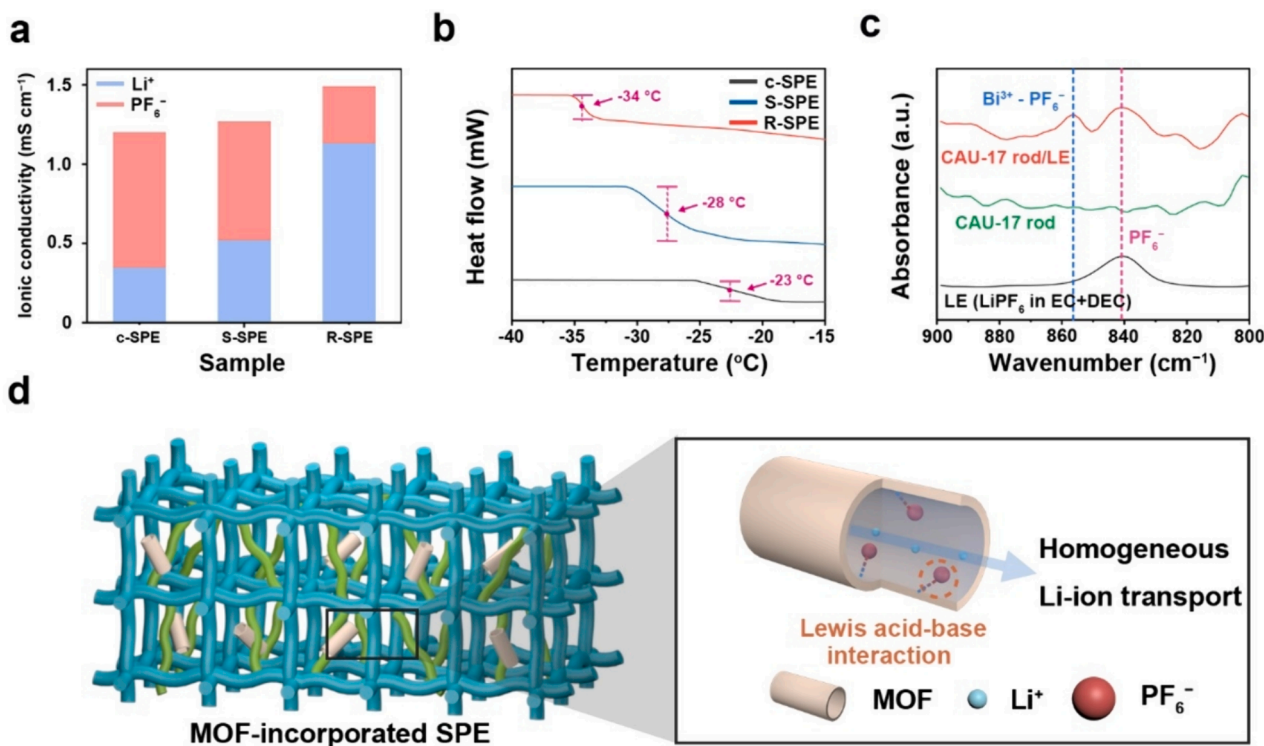 a
Ionic conductivity (mS cm⁻¹)
1.5
1.0
0.5
0
Li⁺
PF₆⁻
c-SPE
S-SPE
R-SPE
Sample
b
Heat flow (mW)
c-SPE
S-SPE
R-SPE
-34 °C
-28 °C
-23 °C
-40
-35
-30
-25
-20
-15
Temperature (°C)
c
Absorbance (a.u.)
Bi³⁺ - PF₆⁻
CAU-17 rod/LE
CAU-17 rod
PF₆⁻
LE (LiPF₆ in EC+DEC)
900
880
860
840
820
800
Wavenumber (cm⁻¹)
d
MOF-incorporated SPE
Homogeneous
Li-ion transport
Lewis acid-base
interaction
MOF
Li⁺
PF₆⁻